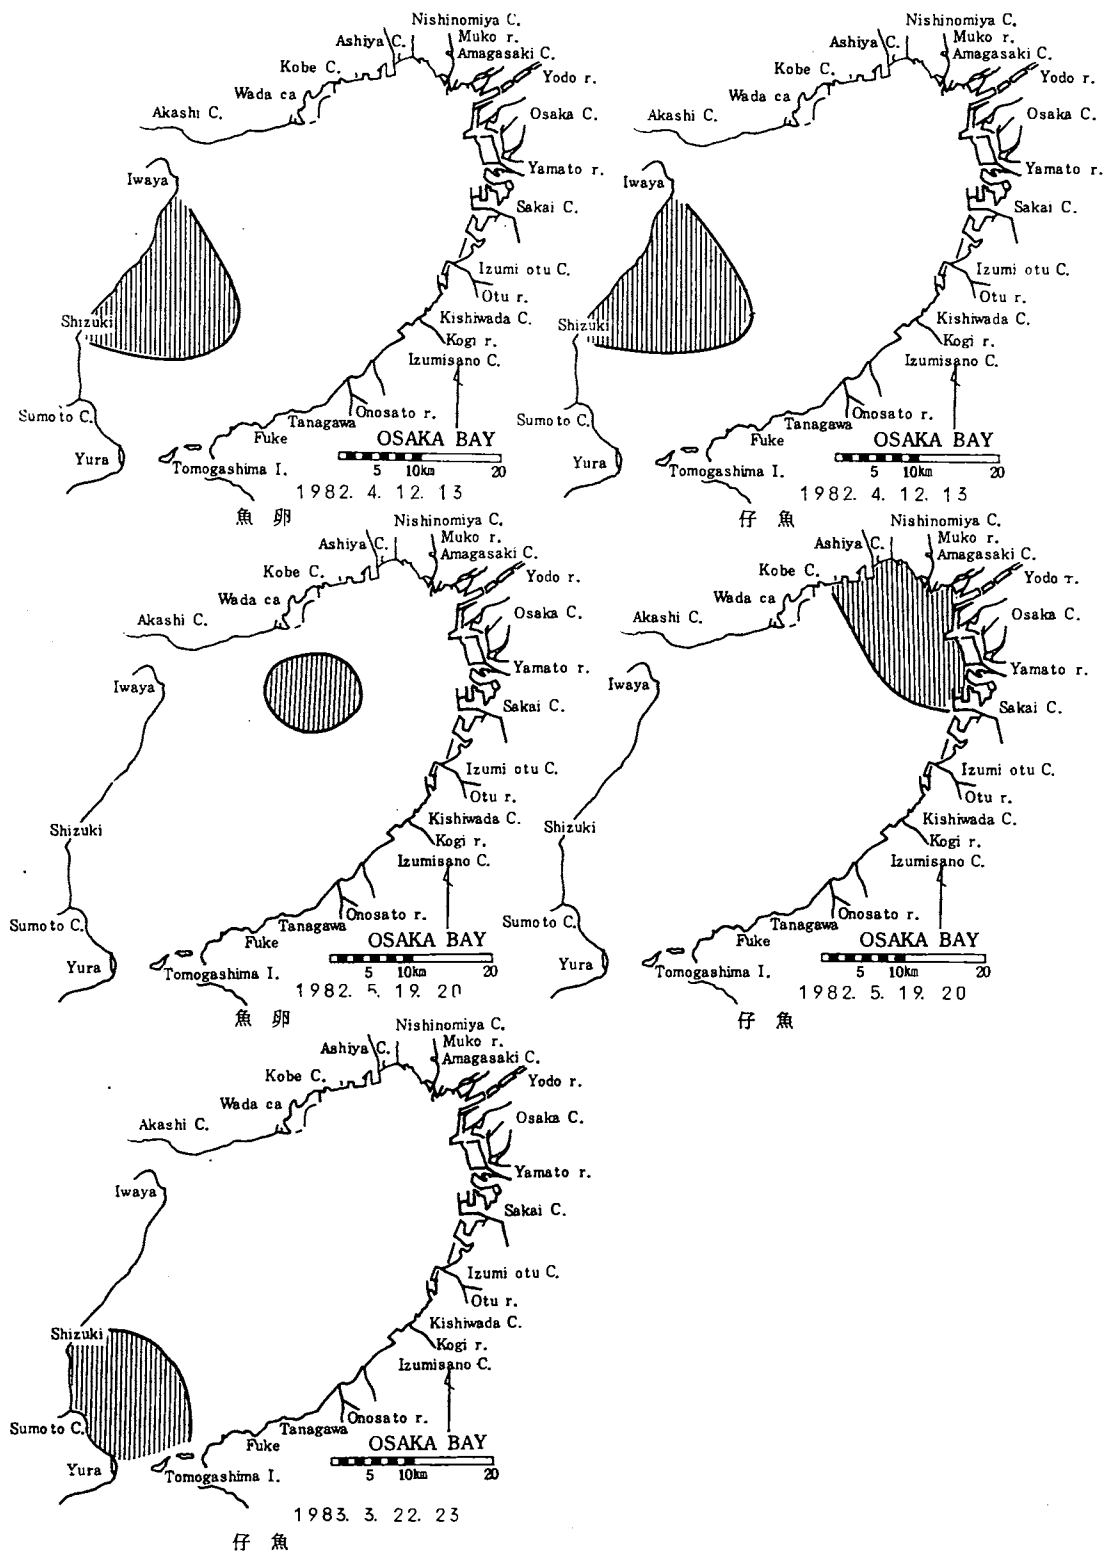 Nishinomiya C.
Ashiya C.
Muko r.
Amagasaki C.
Kobe C.
Yodo r.
Wada ca
Akashi C.
Osaka C.
Iwaya
Yamato r.
Sakai C.
Izumi otu C.
Otu r.
Shizuki
Kishiwada C.
Kogi r.
Izumisano C.
Sumoto C.
Onosato r.
Tanagawa
Fuke
OSAKA BAY
Yura
Tomogashima I.
5 10km 20
1982. 4. 12. 13
魚 卵
Nishinomiya C.
Ashiya C.
Muko r.
Amagasaki C.
Kobe C.
Yodo r.
Wada ca
Akashi C.
Osaka C.
Iwaya
Yamato r.
Sakai C.
Izumi otu C.
Otu r.
Shizuki
Kishiwada C.
Kogi r.
Izumisano C.
Sumoto C.
Onosato r.
Tanagawa
Fuke
OSAKA BAY
Yura
Tomogashima I.
5 10km 20
1982. 4. 12. 13
仔 魚
Nishinomiya C.
Ashiya C.
Muko r.
Amagasaki C.
Kobe C.
Yodo r.
Wada ca
Akashi C.
Osaka C.
Iwaya
Yamato r.
Sakai C.
Izumi otu C.
Otu r.
Shizuki
Kishiwada C.
Kogi r.
Izumisano C.
Sumoto C.
Onosato r.
Tanagawa
Fuke
OSAKA BAY
Yura
Tomogashima I.
5 10km 20
1982. 5. 19. 20
魚 卵
Nishinomiya C.
Ashiya C.
Muko r.
Amagasaki C.
Kobe C.
Yodo r.
Wada ca
Akashi C.
Osaka C.
Iwaya
Yamato r.
Sakai C.
Izumi otu C.
Otu r.
Shizuki
Kishiwada C.
Kogi r.
Izumisano C.
Sumoto C.
Onosato r.
Tanagawa
Fuke
OSAKA BAY
Yura
Tomogashima I.
5 10km 20
1982. 5. 19. 20
仔 魚
Nishinomiya C.
Ashiya C.
Muko r.
Amagasaki C.
Kobe C.
Yodo r.
Wada ca
Akashi C.
Osaka C.
Iwaya
Yamato r.
Sakai C.
Izumi otu C.
Otu r.
Shizuki
Kishiwada C.
Kogi r.
Izumisano C.
Sumoto C.
Onosato r.
Tanagawa
Fuke
OSAKA BAY
Yura
Tomogashima I.
5 10km 20
1983. 3. 22. 23
仔 魚